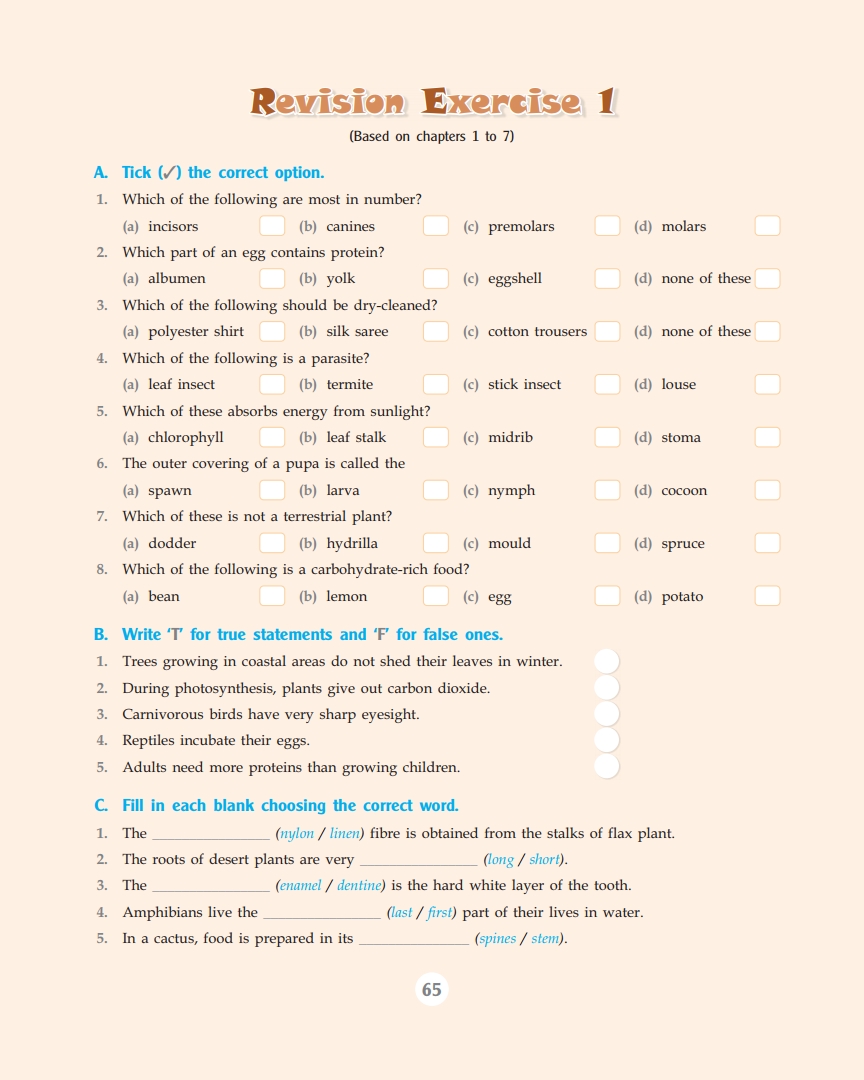 Revision Exercise 1
(Based on chapters 1 to 7)
A. Tick (✓) the correct option.
1. Which of the following are most in number?
(a) incisors (b) canines (c) premolars (d) molars
2. Which part of an egg contains protein?
(a) albumen (b) yolk (c) eggshell (d) none of these
3. Which of the following should be dry-cleaned?
(a) polyester shirt (b) silk saree (c) cotton trousers (d) none of these
4. Which of the following is a parasite?
(a) leaf insect (b) termite (c) stick insect (d) louse
5. Which of these absorbs energy from sunlight?
(a) chlorophyll (b) leaf stalk (c) midrib (d) stoma
6. The outer covering of a pupa is called the
(a) spawn (b) larva (c) nymph (d) cocoon
7. Which of these is not a terrestrial plant?
(a) dodder (b) hydrilla (c) mould (d) spruce
8. Which of the following is a carbohydrate-rich food?
(a) bean (b) lemon (c) egg (d) potato
B. Write ‘T’ for true statements and ‘F’ for false ones.
1. Trees growing in coastal areas do not shed their leaves in winter.
2. During photosynthesis, plants give out carbon dioxide.
3. Carnivorous birds have very sharp eyesight.
4. Reptiles incubate their eggs.
5. Adults need more proteins than growing children.
C. Fill in each blank choosing the correct word.
1. The _______________ (nylon / linen) fibre is obtained from the stalks of flax plant.
2. The roots of desert plants are very _______________ (long / short).
3. The _______________ (enamel / dentine) is the hard white layer of the tooth.
4. Amphibians live the _______________ (last / first) part of their lives in water.
5. In a cactus, food is prepared in its _______________ (spines / stem).
65